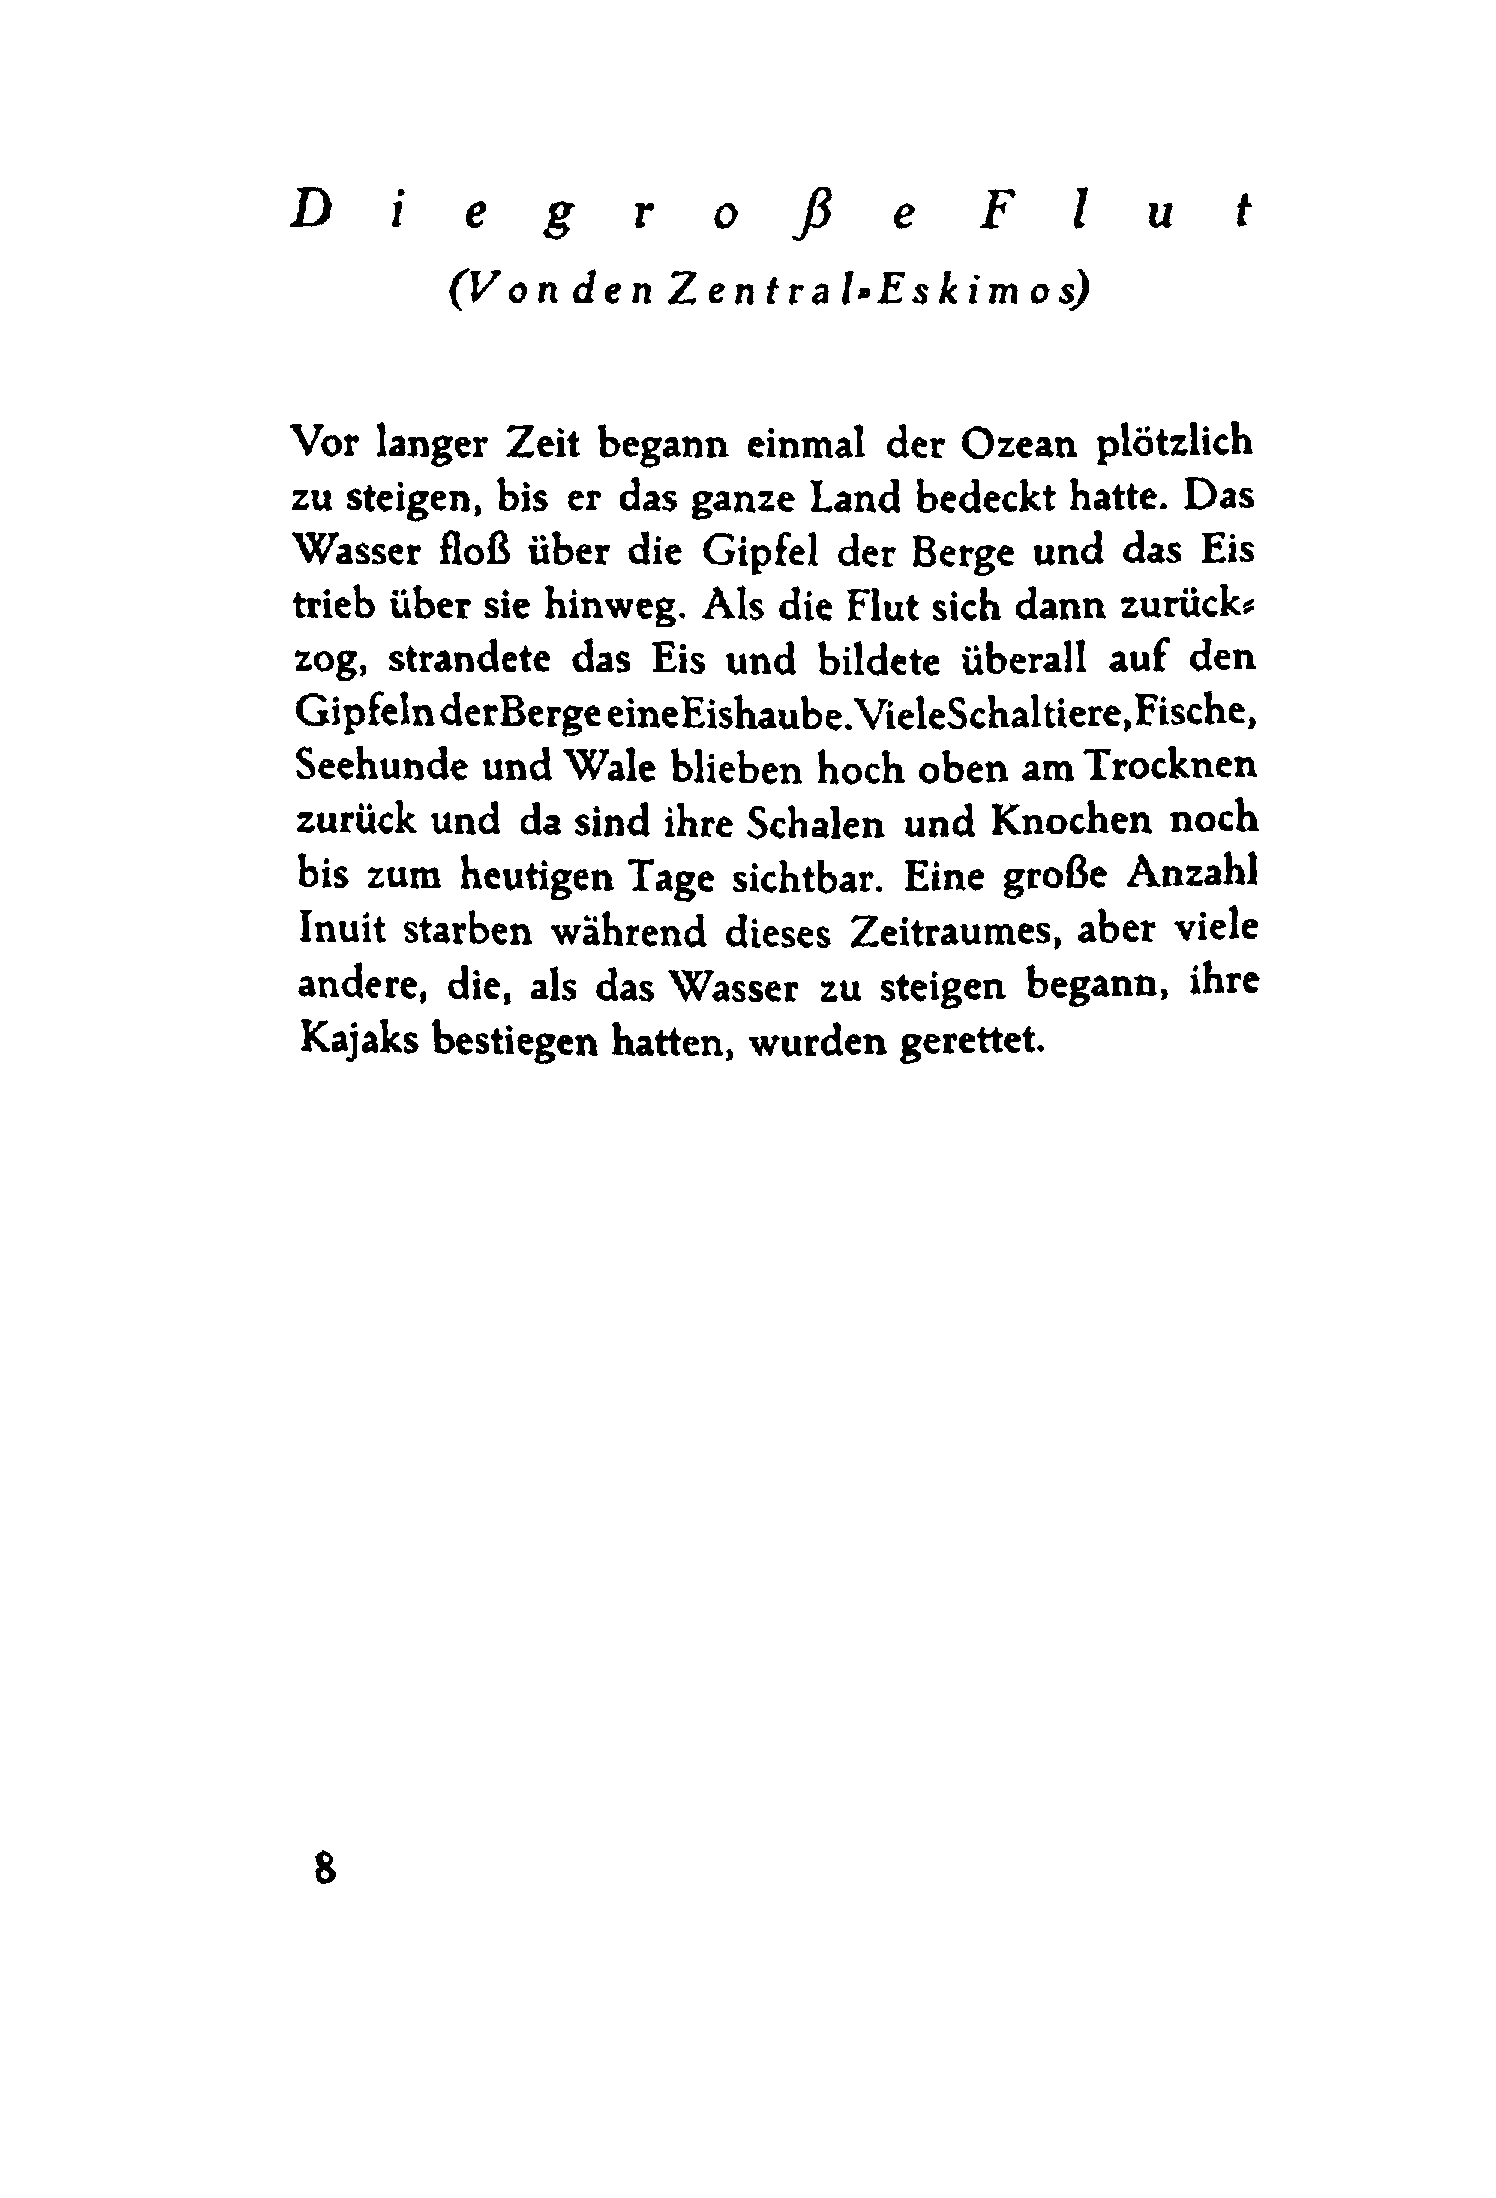 Die große Flut
(Von den Zentral-Eskimos)
Vor langer Zeit begann einmal der Ozean plötzlich
zu steigen, bis er das ganze Land bedeckt hatte. Das
Wasser floß über die Gipfel der Berge und das Eis
trieb über sie hinweg. Als die Flut sich dann zurück-
zog, strandete das Eis und bildete überall auf den
Gipfeln der Berge eine Eishaube. Viele Schaltiere, Fische,
Seehunde und Wale blieben hoch oben am Trocknen
zurück und da sind ihre Schalen und Knochen noch
bis zum heutigen Tage sichtbar. Eine große Anzahl
Inuit starben während dieses Zeitraumes, aber viele
andere, die, als das Wasser zu steigen begann, ihre
Kajaks bestiegen hatten, wurden gerettet.
8